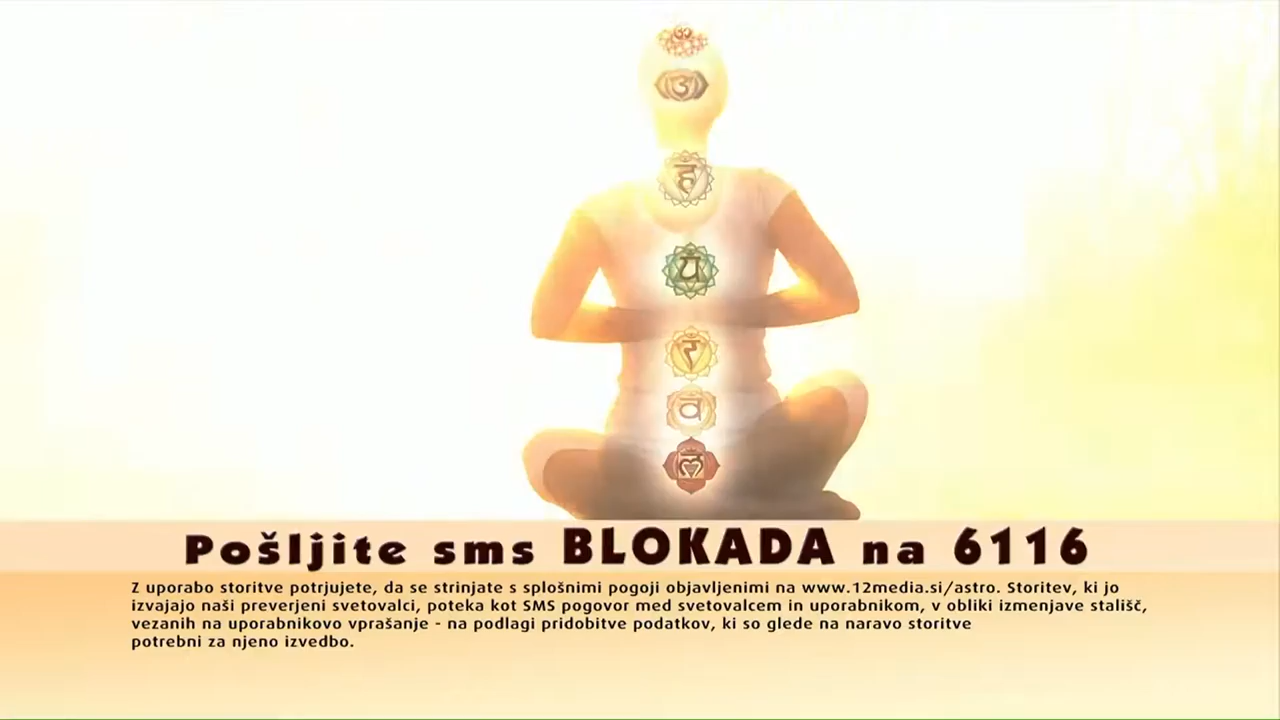 ॐ
ॐ
हं
यं
रं
वं
लं
Pošljite sms BLOKADA na 6116
Z uporabo storitve potrjujete, da se strinjate s splošnimi pogoji objavljenimi na www.12media.si/astro. Storitev, ki jo
izvajajo naši preverjeni svetovalci, poteka kot SMS pogovor med svetovalcem in uporabnikom, v obliki izmenjave stališč,
vezanih na uporabnikovo vprašanje - na podlagi pridobitve podatkov, ki so glede na naravo storitve
potrebni za njeno izvedbo.